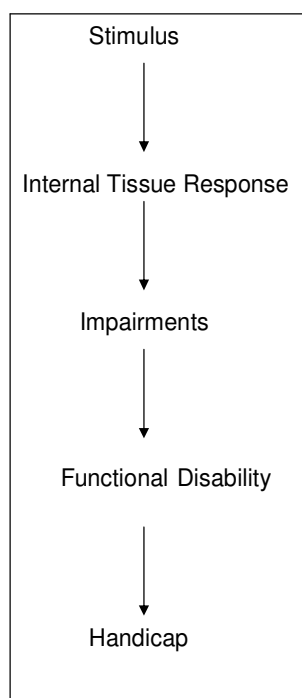 Stimulus
Internal Tissue Response
Impairments
Functional Disability
Handicap